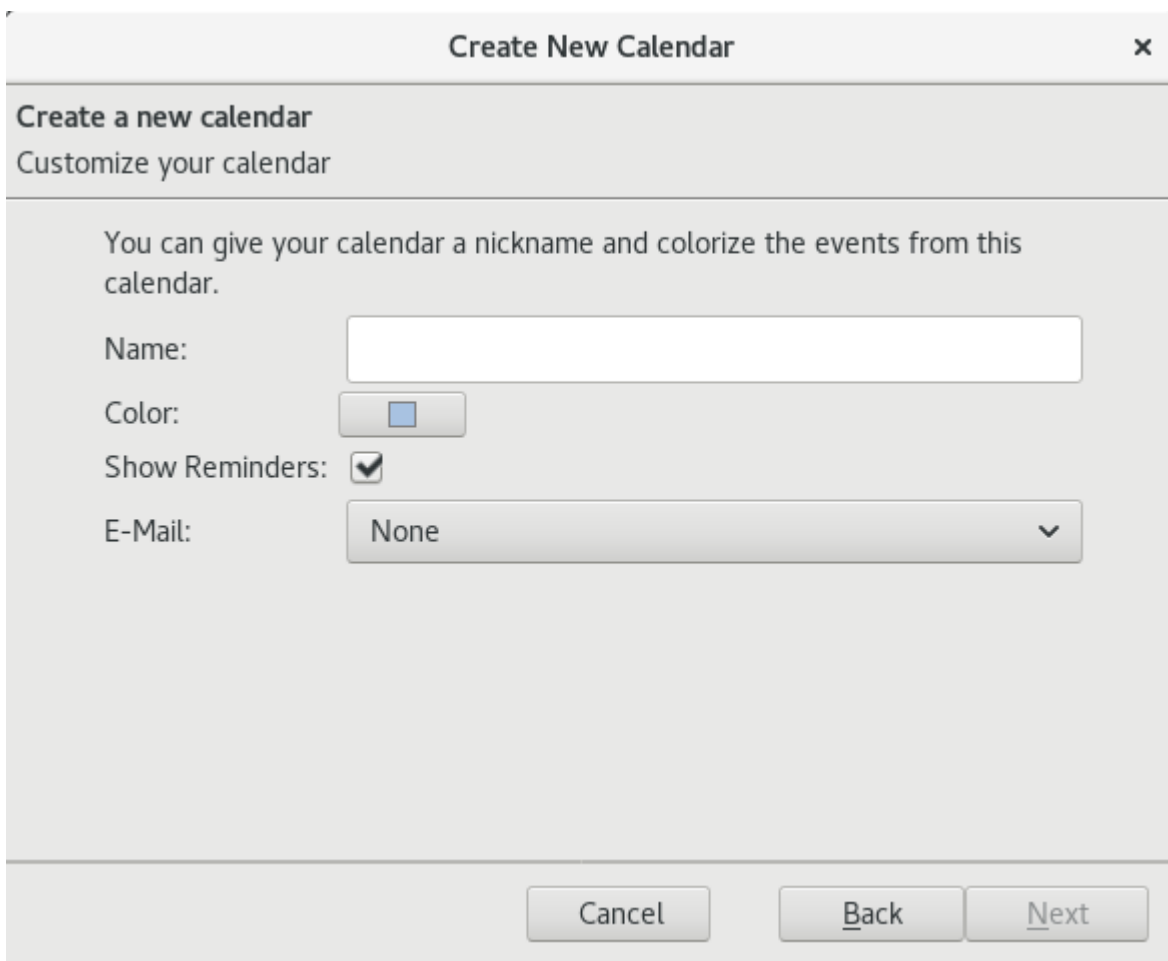 Create New Calendar
Create a new calendar
Customize your calendar
You can give your calendar a nickname and colorize the events from this
calendar.
Name:
Color:
Show Reminders:
E-Mail: None
Cancel Back Next